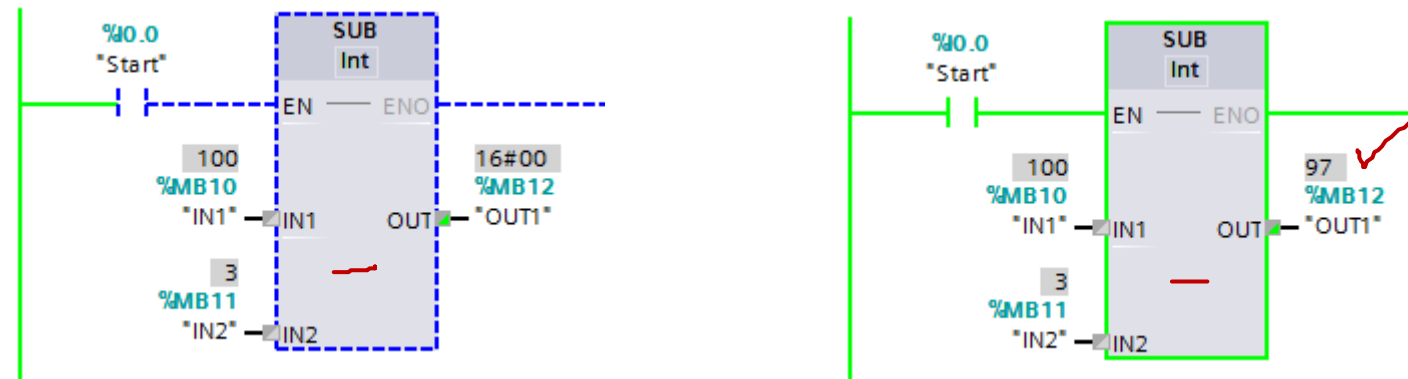 %I0.0
"Start"
SUB
Int
EN
ENO
100
%MB10
"IN1"
IN1
16#00
%MB12
"OUT1"
OUT
3
%MB11
"IN2"
IN2
%I0.0
"Start"
SUB
Int
EN
ENO
100
%MB10
"IN1"
IN1
97
%MB12
"OUT1"
OUT
3
%MB11
"IN2"
IN2